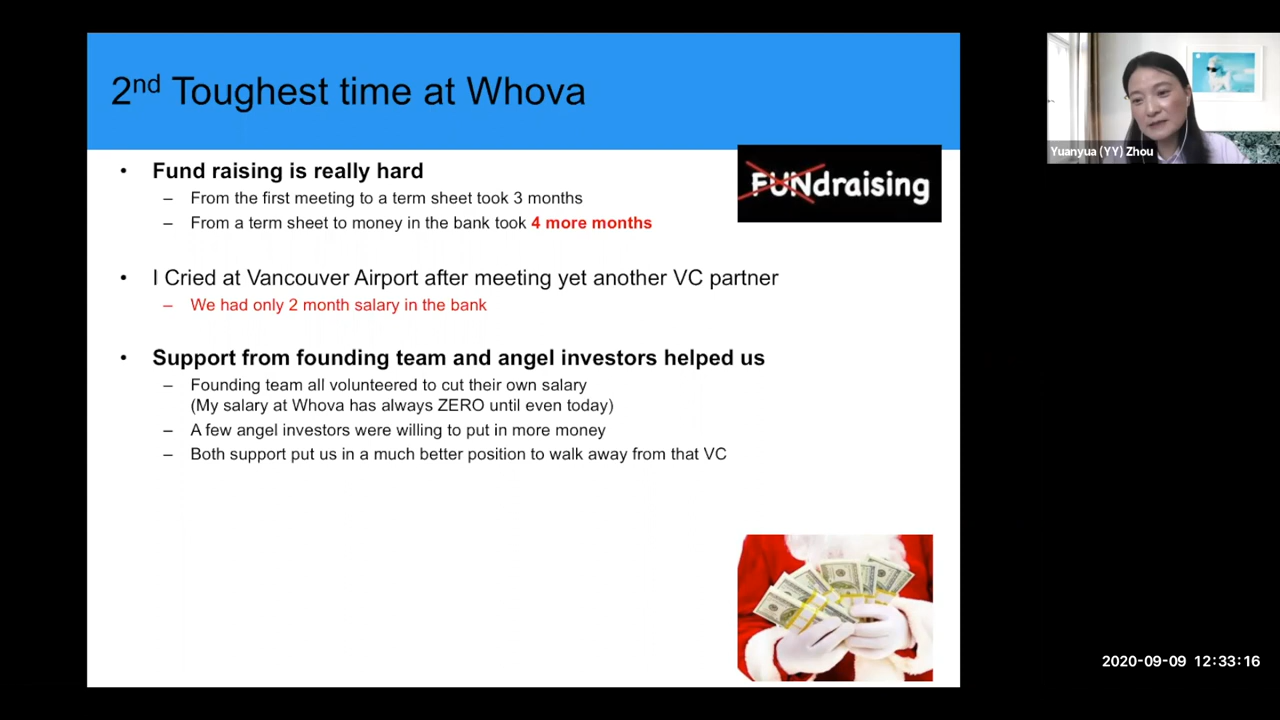 2nd Toughest time at Whova
• Fund raising is really hard
– From the first meeting to a term sheet took 3 months
– From a term sheet to money in the bank took 4 more months
• I Cried at Vancouver Airport after meeting yet another VC partner
– We had only 2 month salary in the bank
• Support from founding team and angel investors helped us
– Founding team all volunteered to cut their own salary
(My salary at Whova has always ZERO until even today)
– A few angel investors were willing to put in more money
– Both support put us in a much better position to walk away from that VC
FUNdraising
Yuanyua (YY) Zhou
2020-09-09 12:33:16